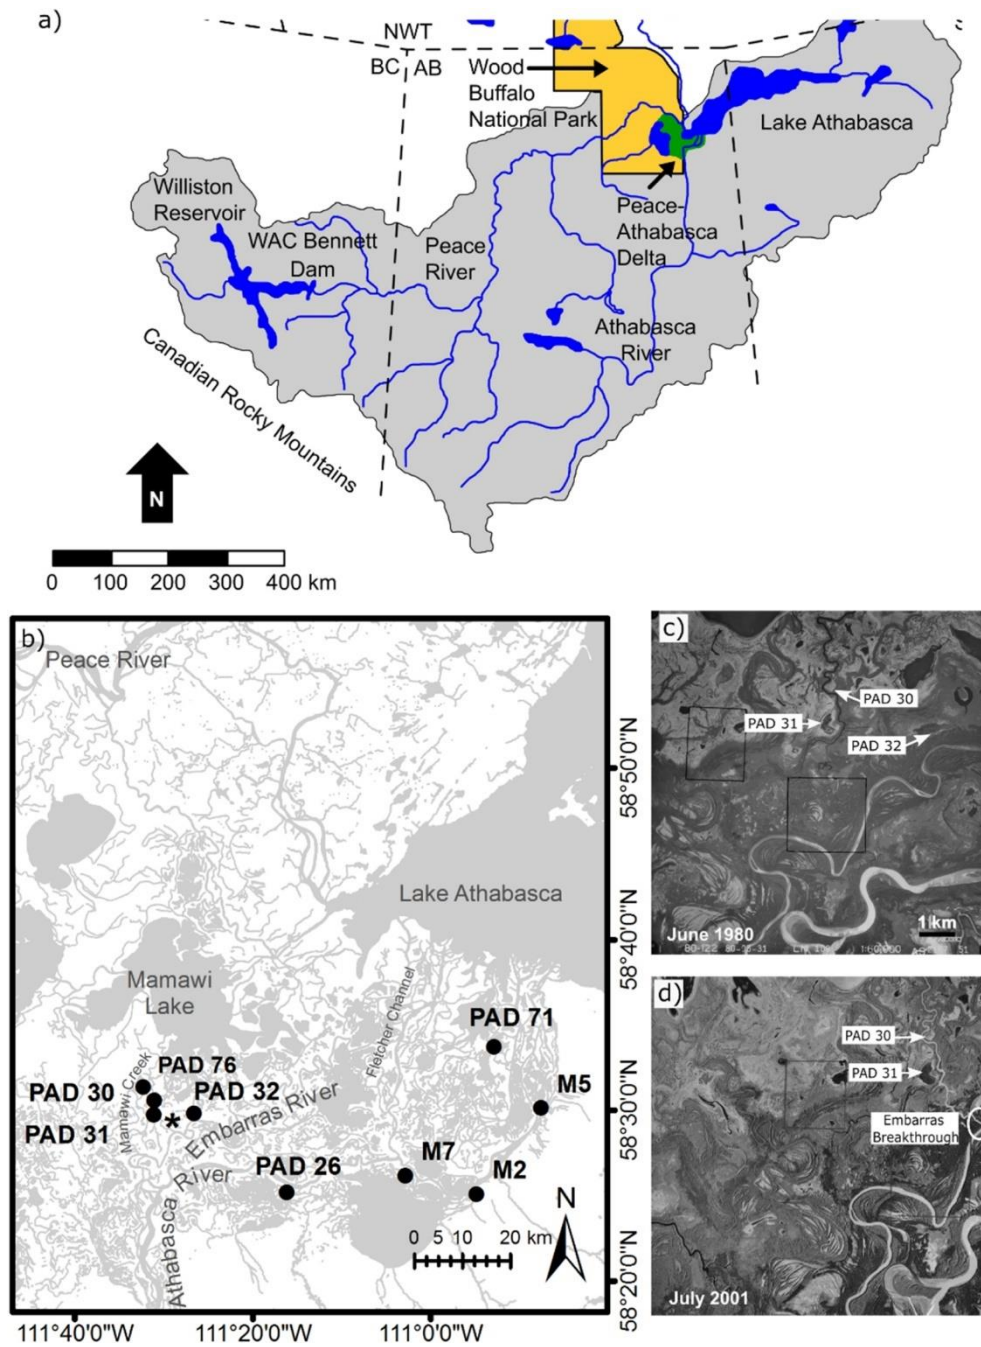 a)
NWT
BC
AB
Wood
Buffalo
National Park
Lake Athabasca
Williston
Reservoir
WAC Bennett
Dam
Peace
River
Peace-
Athabasca
Delta
Athabasca
River
Canadian Rocky Mountains
N
0 100 200 300 400 km
b)
Peace River
Lake Athabasca
Mamawi
Lake
Fletcher Channel
PAD 71
Mamawi Creek
PAD 76
PAD 30
PAD 32
PAD 31
*
M5
Embarras River
PAD 26
M7
M2
Athabasca
River
N
0 5 10 20 km
58°50'0"N
58°40'0"N
58°30'0"N
58°20'0"N
111°40'0"W
111°20'0"W
111°00'0"W
c)
PAD 30
PAD 31
PAD 32
1 km
June 1980
d)
PAD 30
PAD 31
Embarras
Breakthrough
July 2001